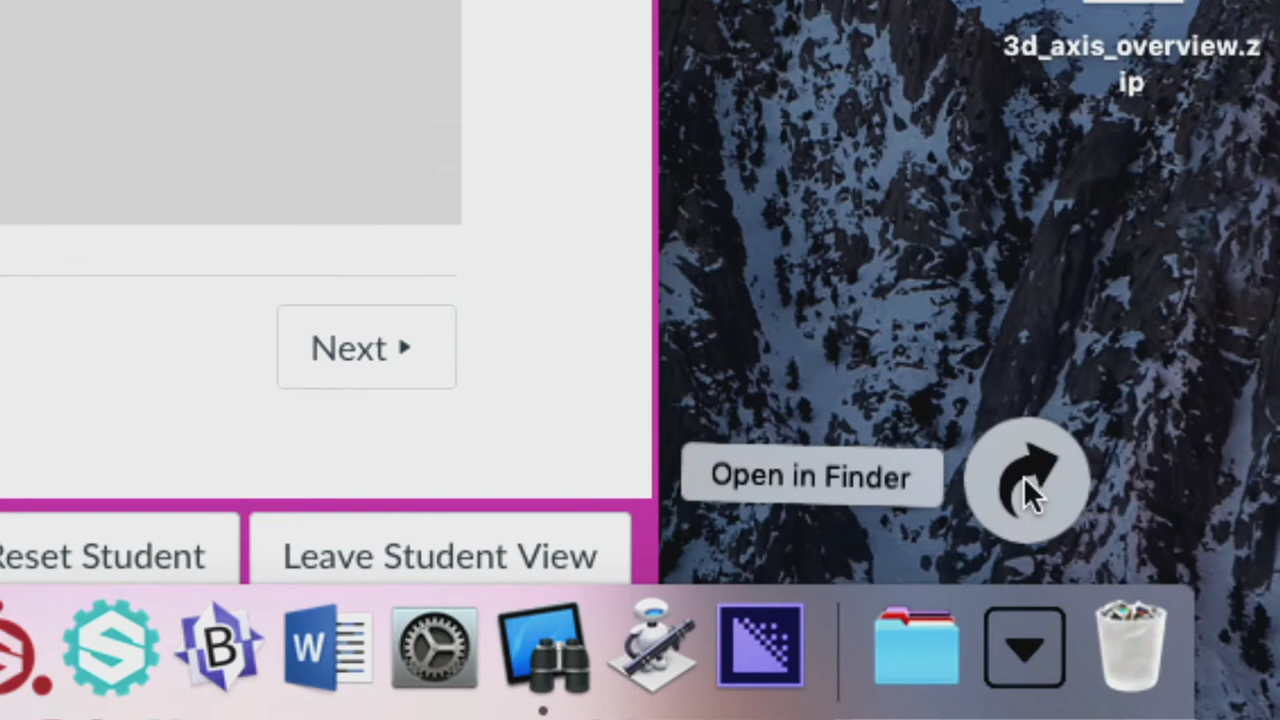 3d_axis_overview.z
ip
Next
Open in Finder
Reset Student
Leave Student View
S
B
W